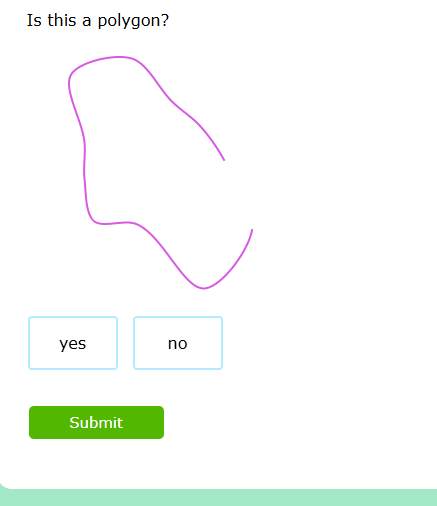 Is this a polygon?
yes
no
Submit